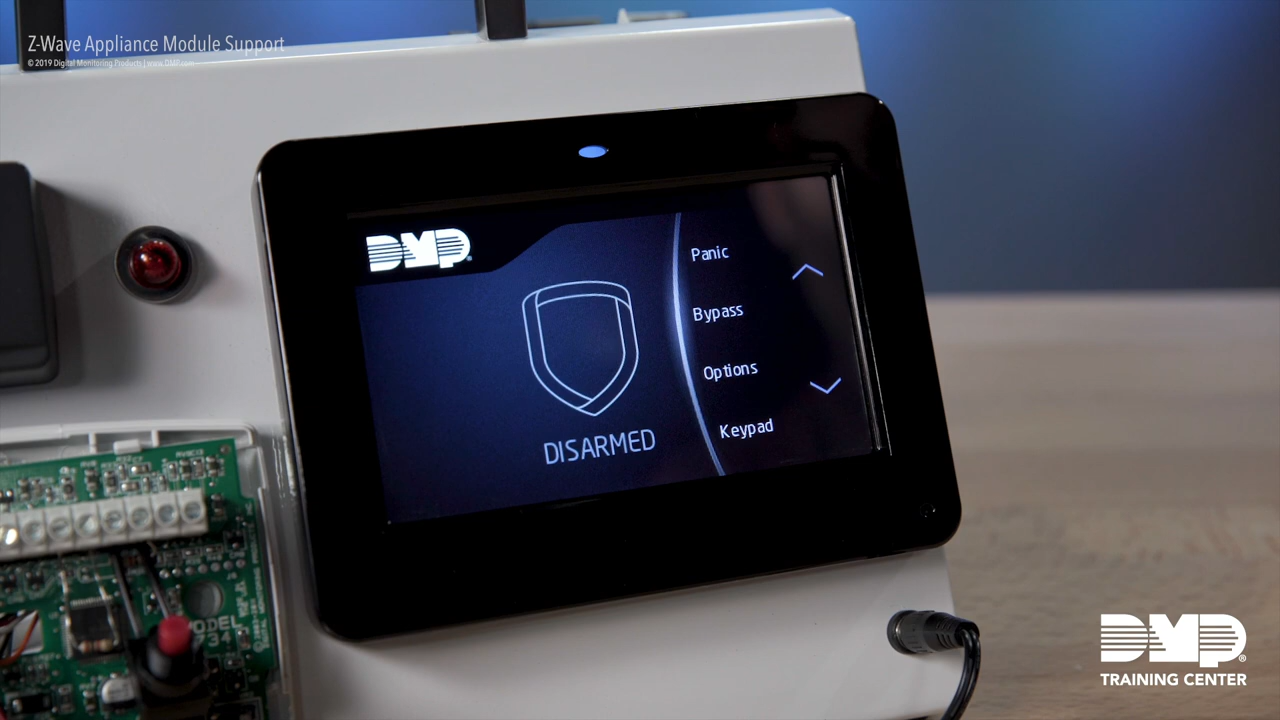 Z-Wave Appliance Module Support
© 2019 Digital Monitoring Products | www.DMP.com
DMP®
Panic
Bypass
Options
Keypad
DISARMED
MODEL
DMP®
TRAINING CENTER